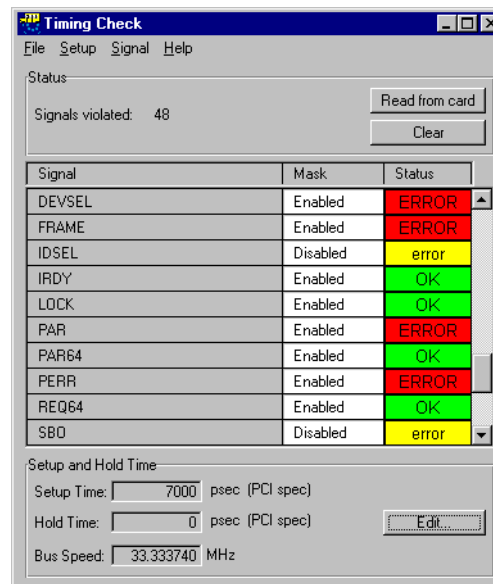 Timing Check
File Setup Signal Help
Status
Signals violated: 48
Read from card
Clear
Signal Mask Status
DEVSEL Enabled ERROR
FRAME Enabled ERROR
IDSEL Disabled error
IRDY Enabled OK
LOCK Enabled OK
PAR Enabled ERROR
PAR64 Enabled OK
PERR Enabled ERROR
REQ64 Enabled OK
SBO Disabled error
Setup and Hold Time
Setup Time: 7000 psec (PCI spec)
Hold Time: 0 psec (PCI spec)
Edit...
Bus Speed: 33.333740 MHz